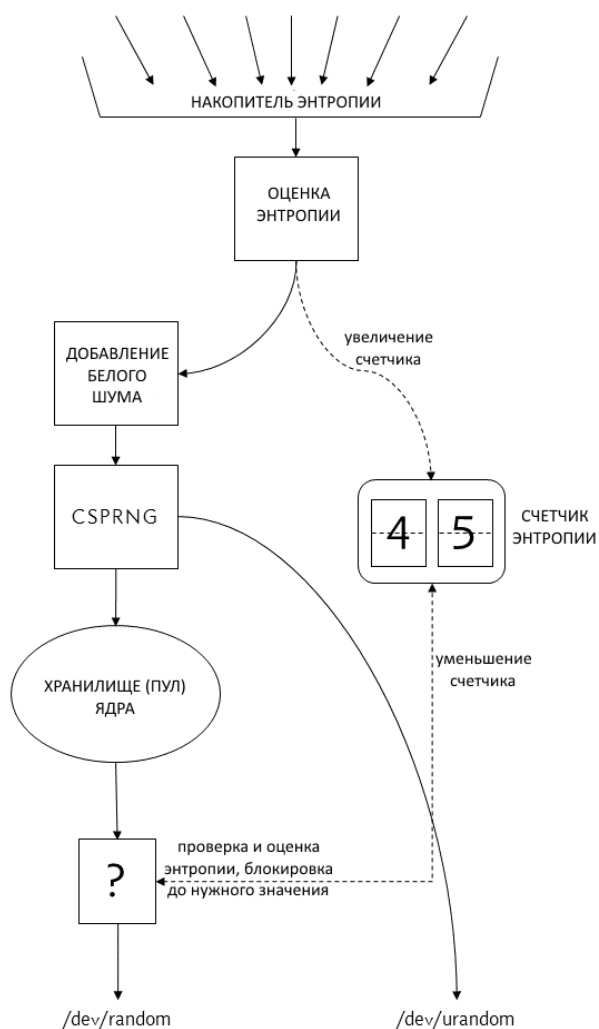 НАКОПИТЕЛЬ ЭНТРОПИИ
ОЦЕНКА
ЭНТРОПИИ
увеличение
счетчика
ДОБАВЛЕНИЕ
БЕЛОГО
ШУМА
CSPRNG
4 5
СЧЕТЧИК
ЭНТРОПИИ
уменьшение
счетчика
ХРАНИЛИЩЕ (ПУЛ)
ЯДРА
проверка и оценка
энтропии, блокировка
до нужного значения
?
/dev/random
/dev/urandom